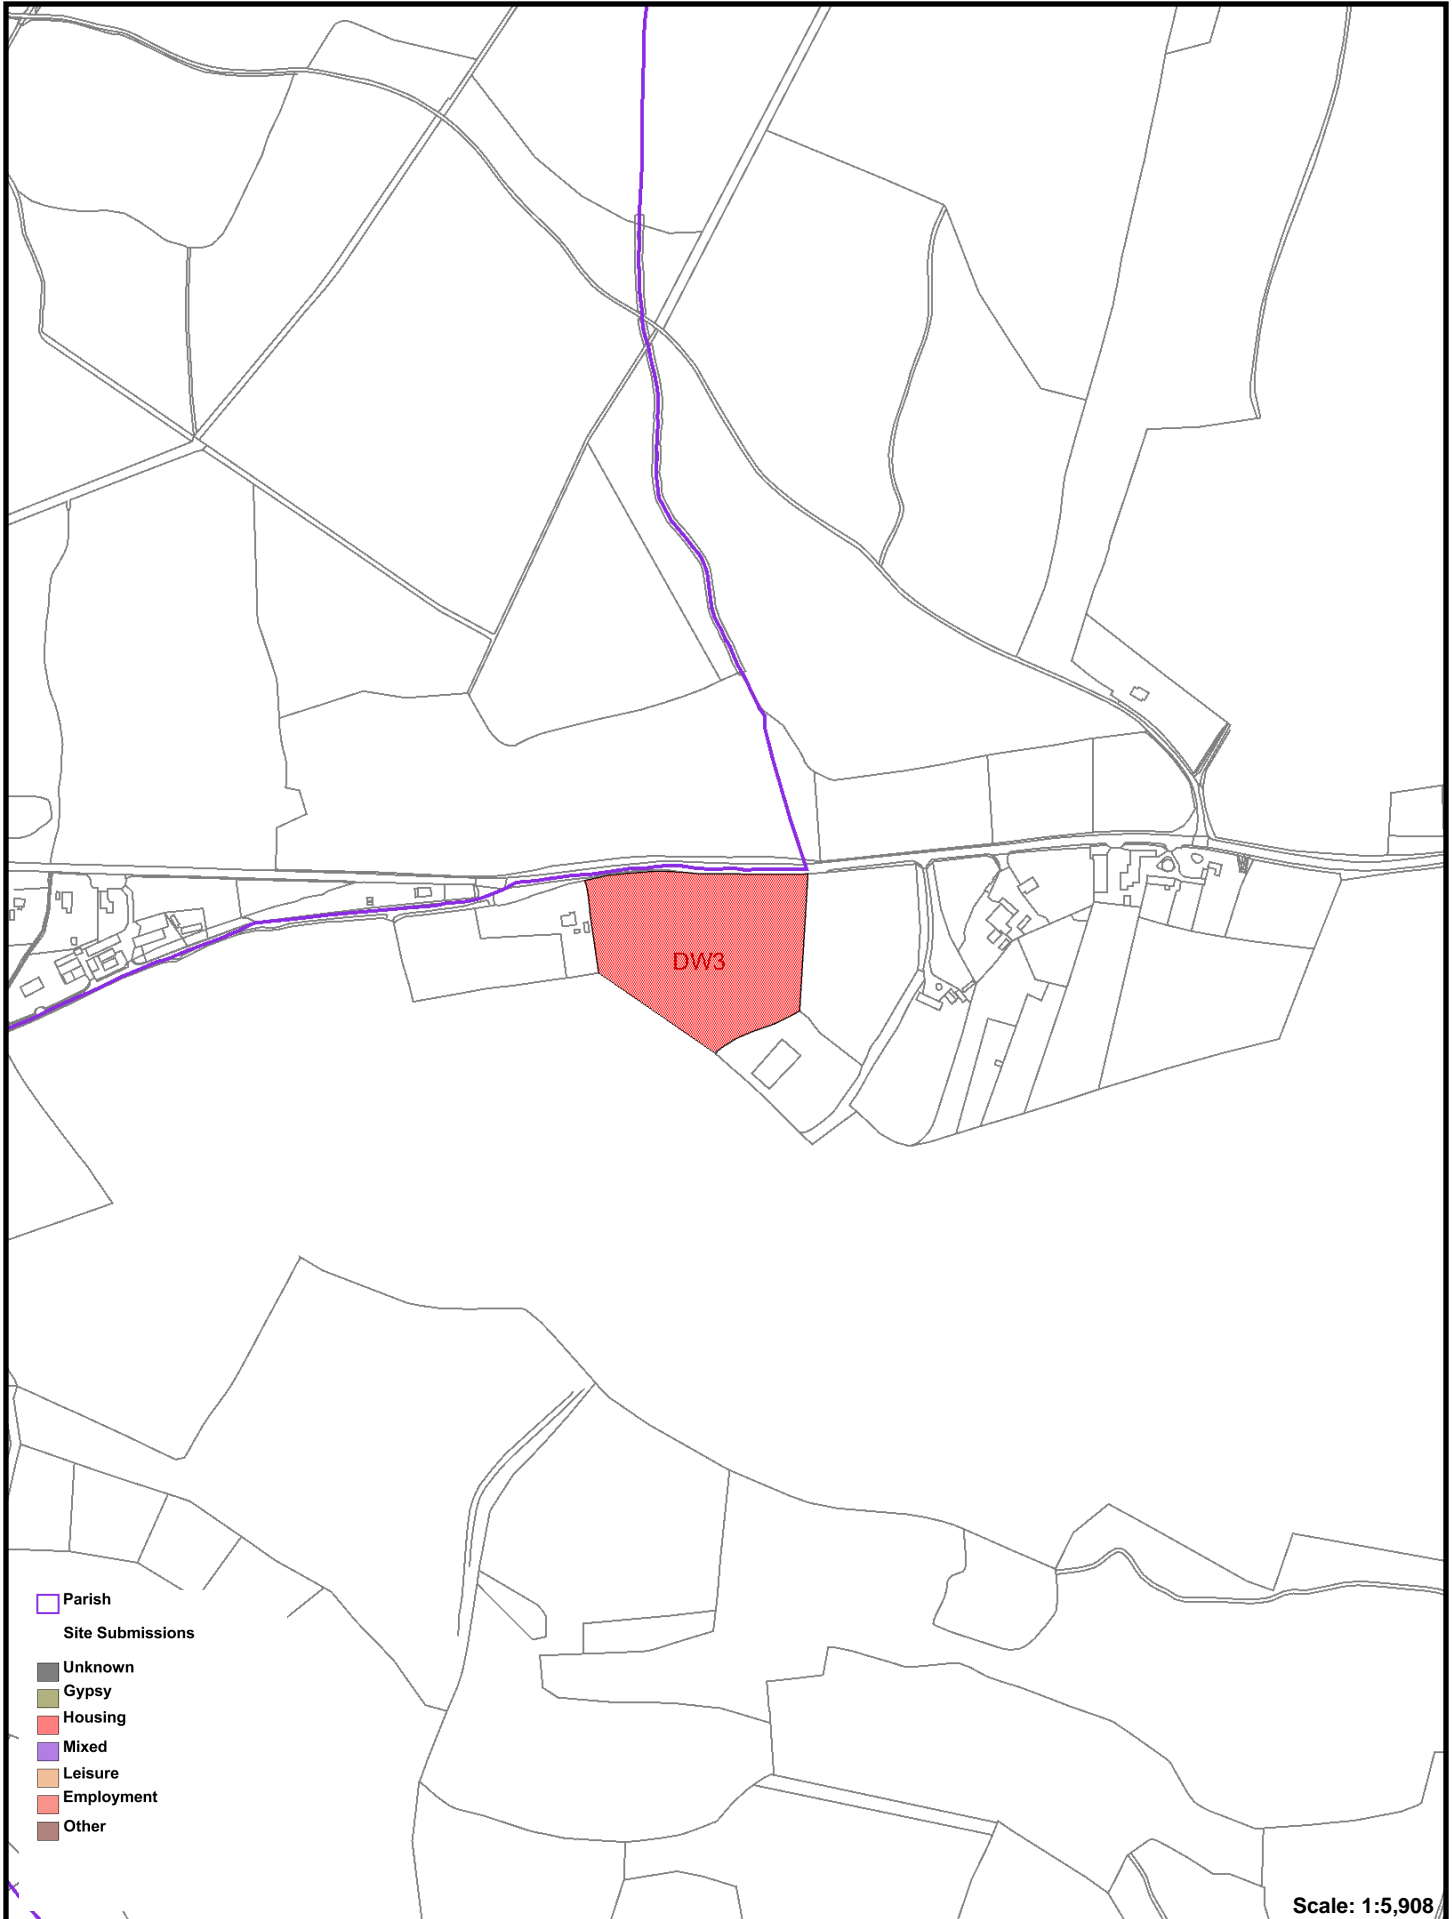 DW3
Parish
Site Submissions
Unknown
Gypsy
Housing
Mixed
Leisure
Employment
Other
Scale: 1:5,908